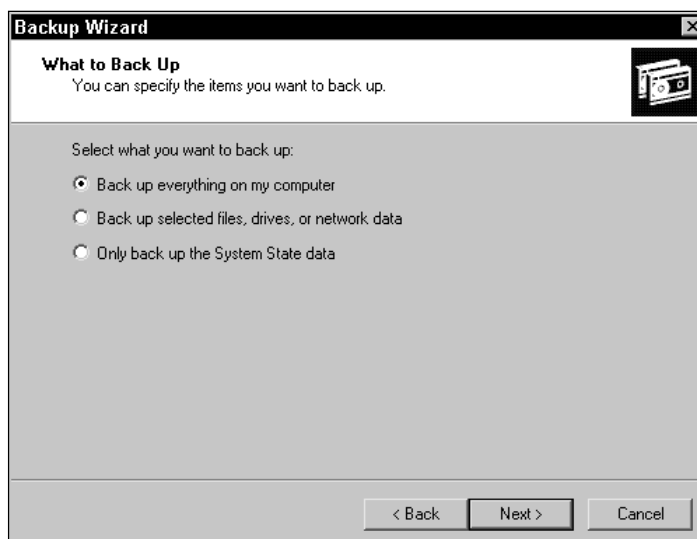 Backup Wizard
What to Back Up
You can specify the items you want to back up.
Select what you want to back up:
Back up everything on my computer
Back up selected files, drives, or network data
Only back up the System State data
< Back Next > Cancel